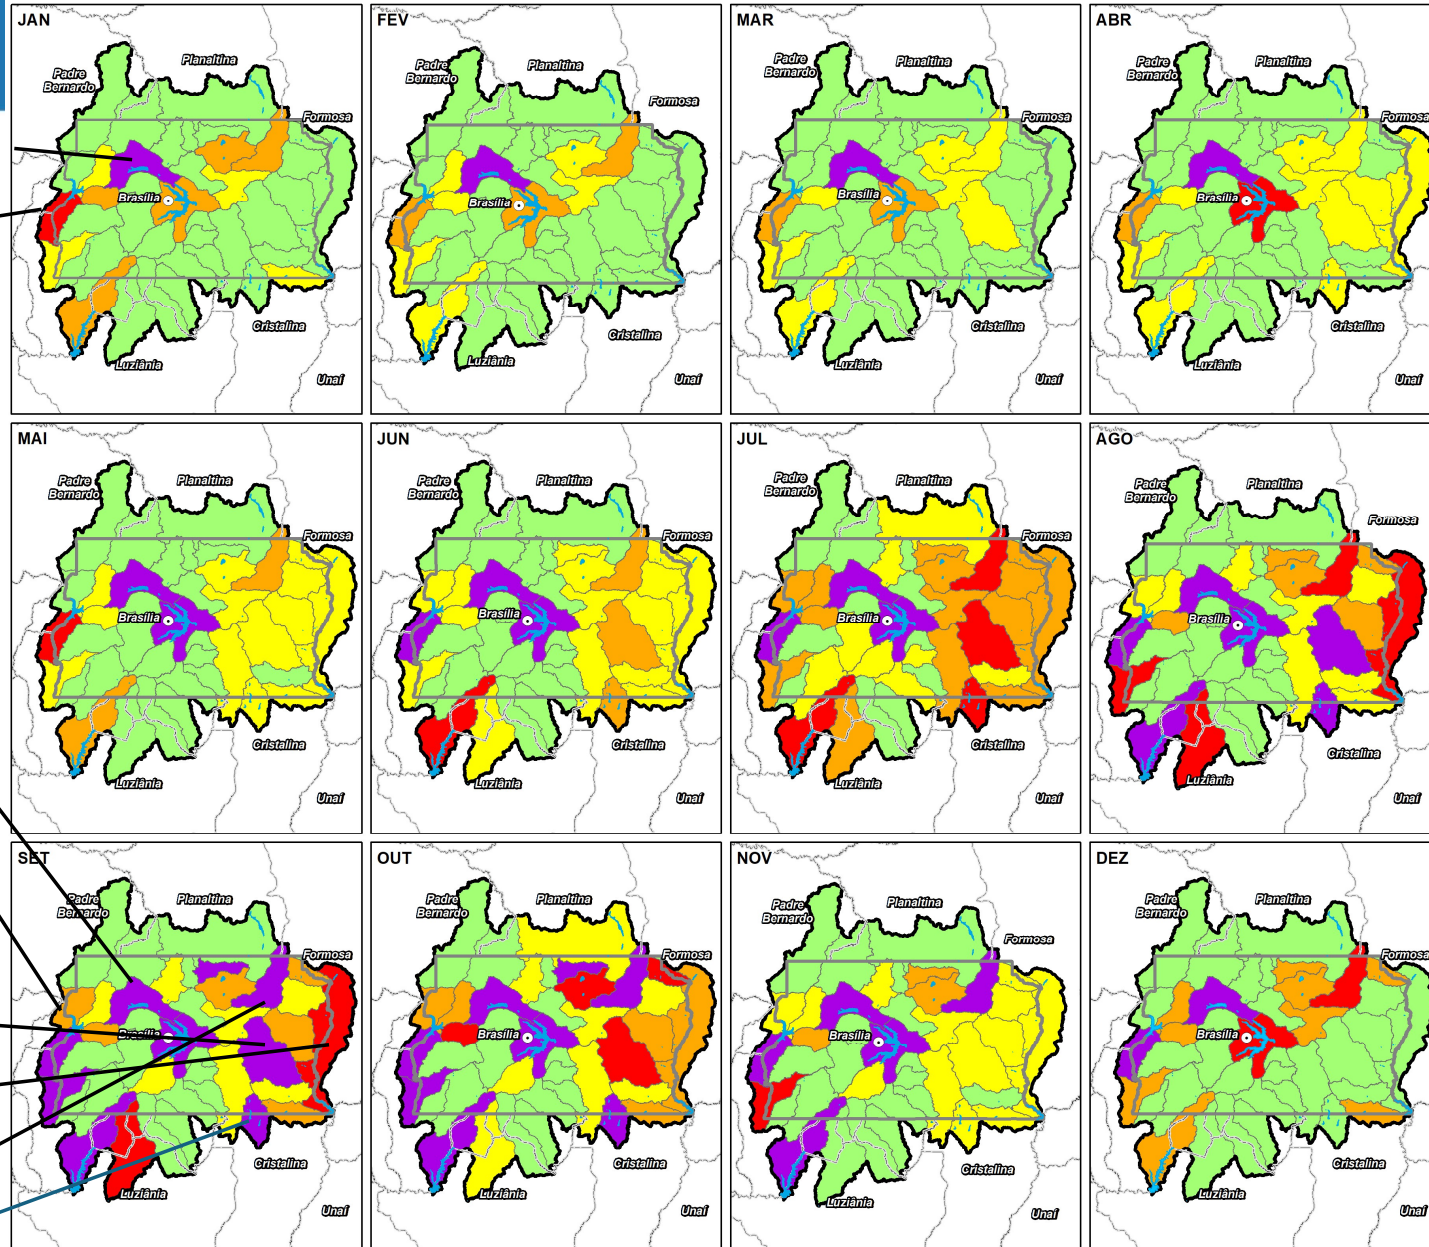 JAN
Planaltina
Padre
Bernardo
Formosa
Brasília
Cristalina
Luziânia
Unaí
FEV
Planaltina
Padre
Bernardo
Formosa
Brasília
Cristalina
Luziânia
Unaí
MAR
Planaltina
Padre
Bernardo
Formosa
Brasília
Cristalina
Luziânia
Unaí
ABR
Planaltina
Padre
Bernardo
Formosa
Brasília
Cristalina
Luziânia
Unaí
MAI
Planaltina
Padre
Bernardo
Formosa
Brasília
Cristalina
Luziânia
Unaí
JUN
Planaltina
Padre
Bernardo
Formosa
Brasília
Cristalina
Luziânia
Unaí
JUL
Planaltina
Padre
Bernardo
Formosa
Brasília
Cristalina
Luziânia
Unaí
AGO
Planaltina
Padre
Bernardo
Formosa
Brasília
Cristalina
Luziânia
Unaí
SET
Planaltina
Padre
Bernardo
Formosa
Brasília
Cristalina
Luziânia
Unaí
OUT
Planaltina
Padre
Bernardo
Formosa
Brasília
Cristalina
Luziânia
Unaí
NOV
Planaltina
Padre
Bernardo
Formosa
Brasília
Cristalina
Luziânia
Unaí
DEZ
Planaltina
Padre
Bernardo
Formosa
Brasília
Cristalina
Luziânia
Unaí